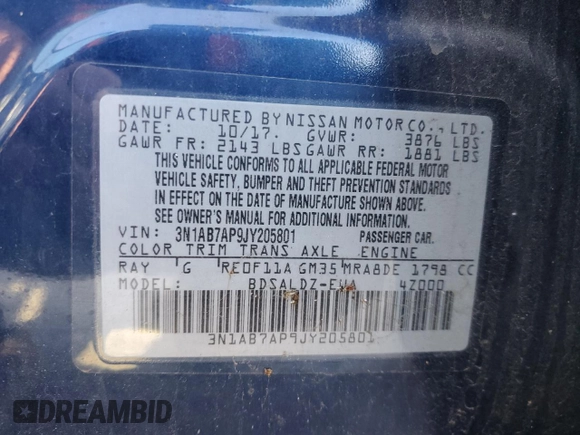 MANUFACTURED BY NISSAN MOTOR CO., LTD.
DATE: 10/17. GVWR: 3876 LBS
GAWR FR: 2143 LBS GAWR RR: 1881 LBS
THIS VEHICLE CONFORMS TO ALL APPLICABLE FEDERAL MOTOR
VEHICLE SAFETY, BUMPER AND THEFT PREVENTION STANDARDS
IN EFFECT ON THE DATE OF MANUFACTURE SHOWN ABOVE.
SEE OWNER'S MANUAL FOR ADDITIONAL INFORMATION.
VIN: 3N1AB7AP9JY205801 PASSENGER CAR.
COLOR TRIM TRANS AXLE ENGINE
RAY G RE0F11A GM35 MRA8DE 1798 CC
MODEL: BDSALDZ-EUA 4Z000
3N1AB7AP9JY205801
DREAMBID